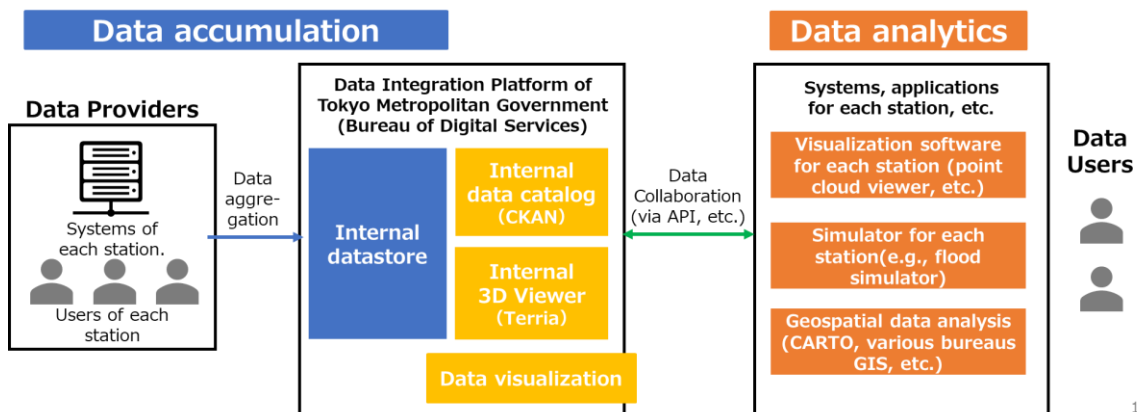 Data accumulation
Data analytics
Data Providers
Systems of
each station.
Users of each
station
Data
aggre-
gation
Data Integration Platform of
Tokyo Metropolitan Government
(Bureau of Digital Services)
Internal
datastore
Internal
data catalog
(CKAN)
Internal
3D Viewer
(Terria)
Data visualization
Data
Collaboration
(via API, etc.)
Systems, applications
for each station, etc.
Visualization software
for each station (point
cloud viewer, etc.)
Simulator for each
station(e.g., flood
simulator)
Geospatial data analysis
(CARTO, various bureaus
GIS, etc.)
Data
Users
1